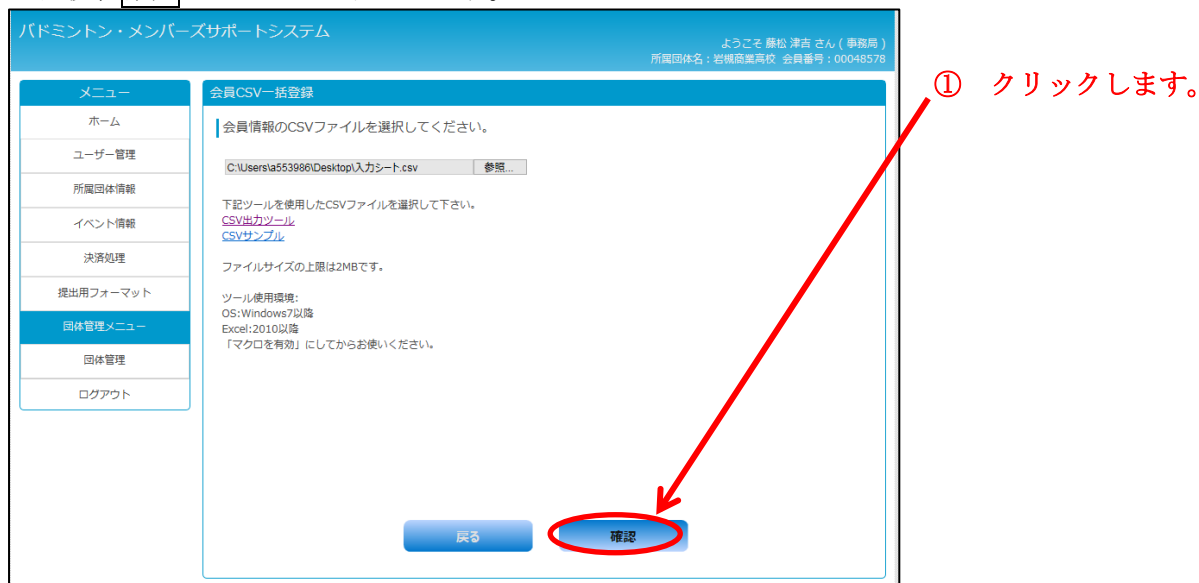 バドミントン・メンバーズサポートシステム
ようこそ 藤松 津吉 さん ( 事務局 )
所属団体名：岩槻商業高校 会員番号：00048578
① クリックします。
メニュー
ホーム
ユーザー管理
所属団体情報
イベント情報
決済処理
提出用フォーマット
団体管理メニュー
団体管理
ログアウト
会員CSV一括登録
会員情報のCSVファイルを選択してください。
C:\Users\a553986\Desktop\入力シート.csv 参照...
下記ツールを使用したCSVファイルを選択して下さい。
CSV出力ツール
CSVサンプル
ファイルサイズの上限は2MBです。
ツール使用環境:
OS:Windows7以降
Excel:2010以降
「マクロを有効」にしてからお使いください。
戻る 確認